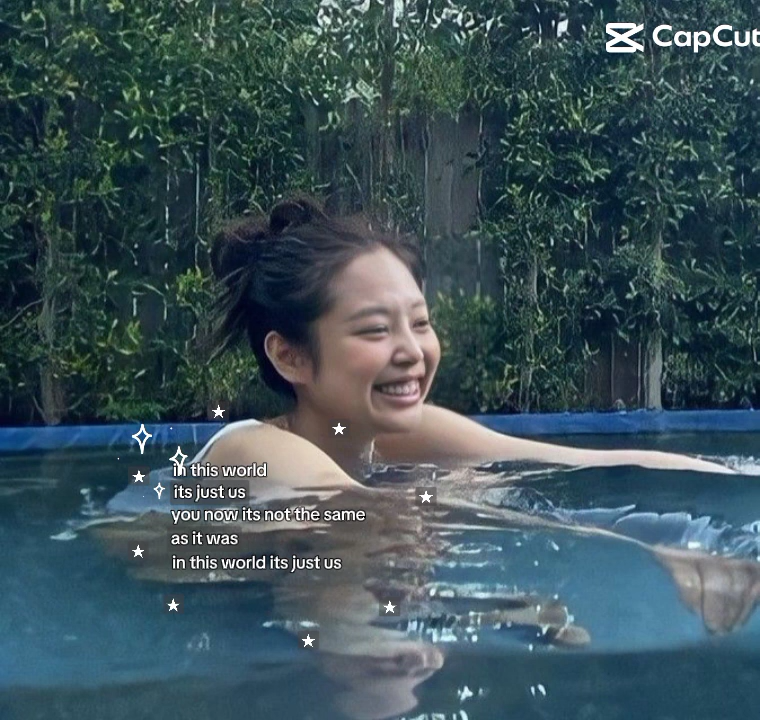 CapCut
in this world
its just us
you now its not the same
as it was
in this world its just us